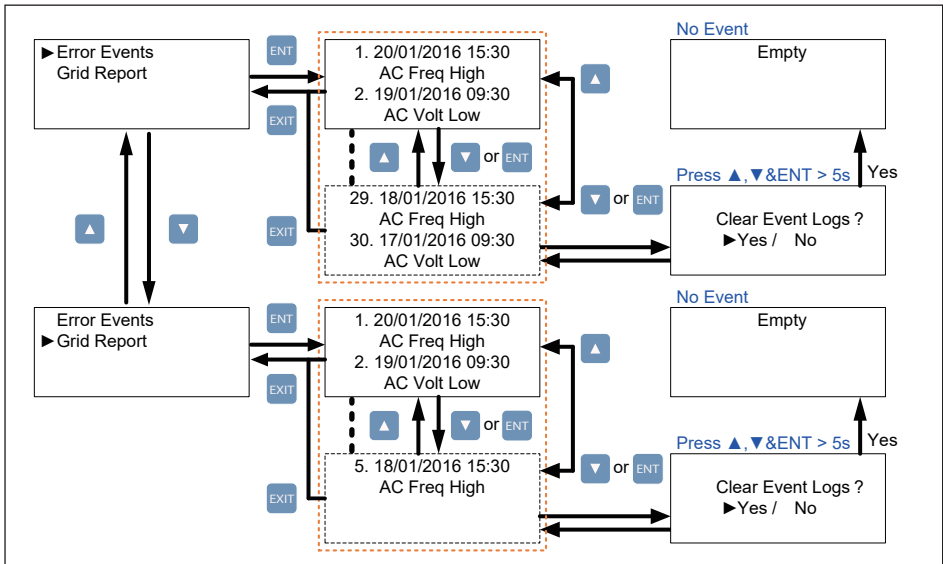 ►Error Events
Grid Report
ENT
EXIT
1. 20/01/2016 15:30
AC Freq High
2. 19/01/2016 09:30
AC Volt Low
▲
▼ or ENT
29. 18/01/2016 15:30
AC Freq High
30. 17/01/2016 09:30
AC Volt Low
EXIT
▲
▼ or ENT
No Event
Empty
Press ▲,▼&ENT > 5s
Yes
Clear Event Logs ?
►Yes / No
▲
▼
Error Events
►Grid Report
ENT
EXIT
1. 20/01/2016 15:30
AC Freq High
2. 19/01/2016 09:30
AC Volt Low
▲
▼ or ENT
5. 18/01/2016 15:30
AC Freq High
EXIT
▲
▼ or ENT
No Event
Empty
Press ▲,▼&ENT > 5s
Yes
Clear Event Logs ?
►Yes / No